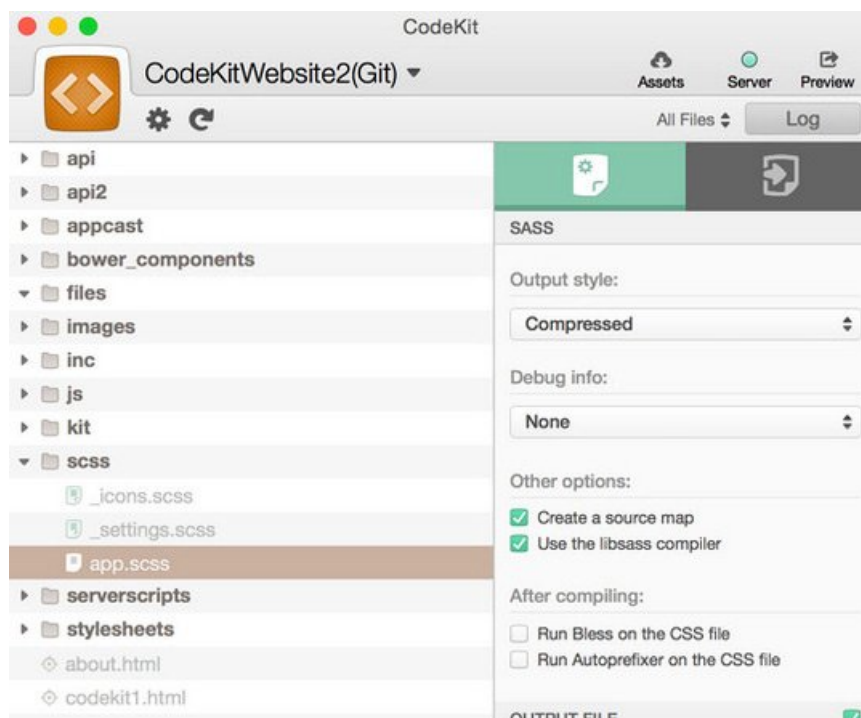 CodeKit
CodeKitWebsite2(Git)
Assets
Server
Preview
All Files
Log
api
api2
appcast
bower_components
files
images
inc
js
kit
scss
_icons.scss
_settings.scss
app.scss
serverscripts
stylesheets
about.html
codekit1.html
SASS
Output style:
Compressed
Debug info:
None
Other options:
Create a source map
Use the libsass compiler
After compiling:
Run Bless on the CSS file
Run Autoprefixer on the CSS file
OUTPUT FILE